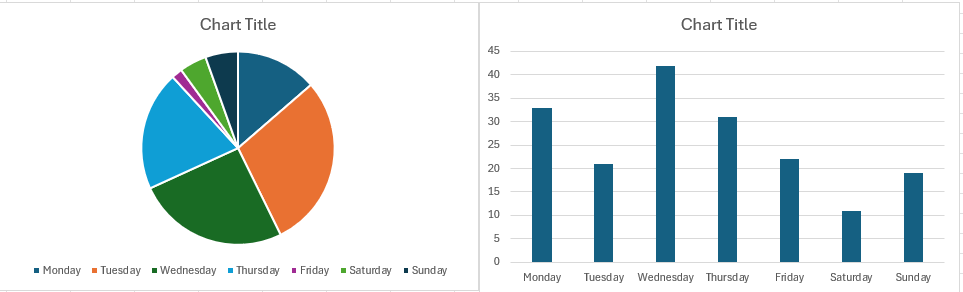 Chart Title
Monday Tuesday Wednesday Thursday Friday Saturday Sunday
Chart Title
45
40
35
30
25
20
15
10
5
0
Monday Tuesday Wednesday Thursday Friday Saturday Sunday